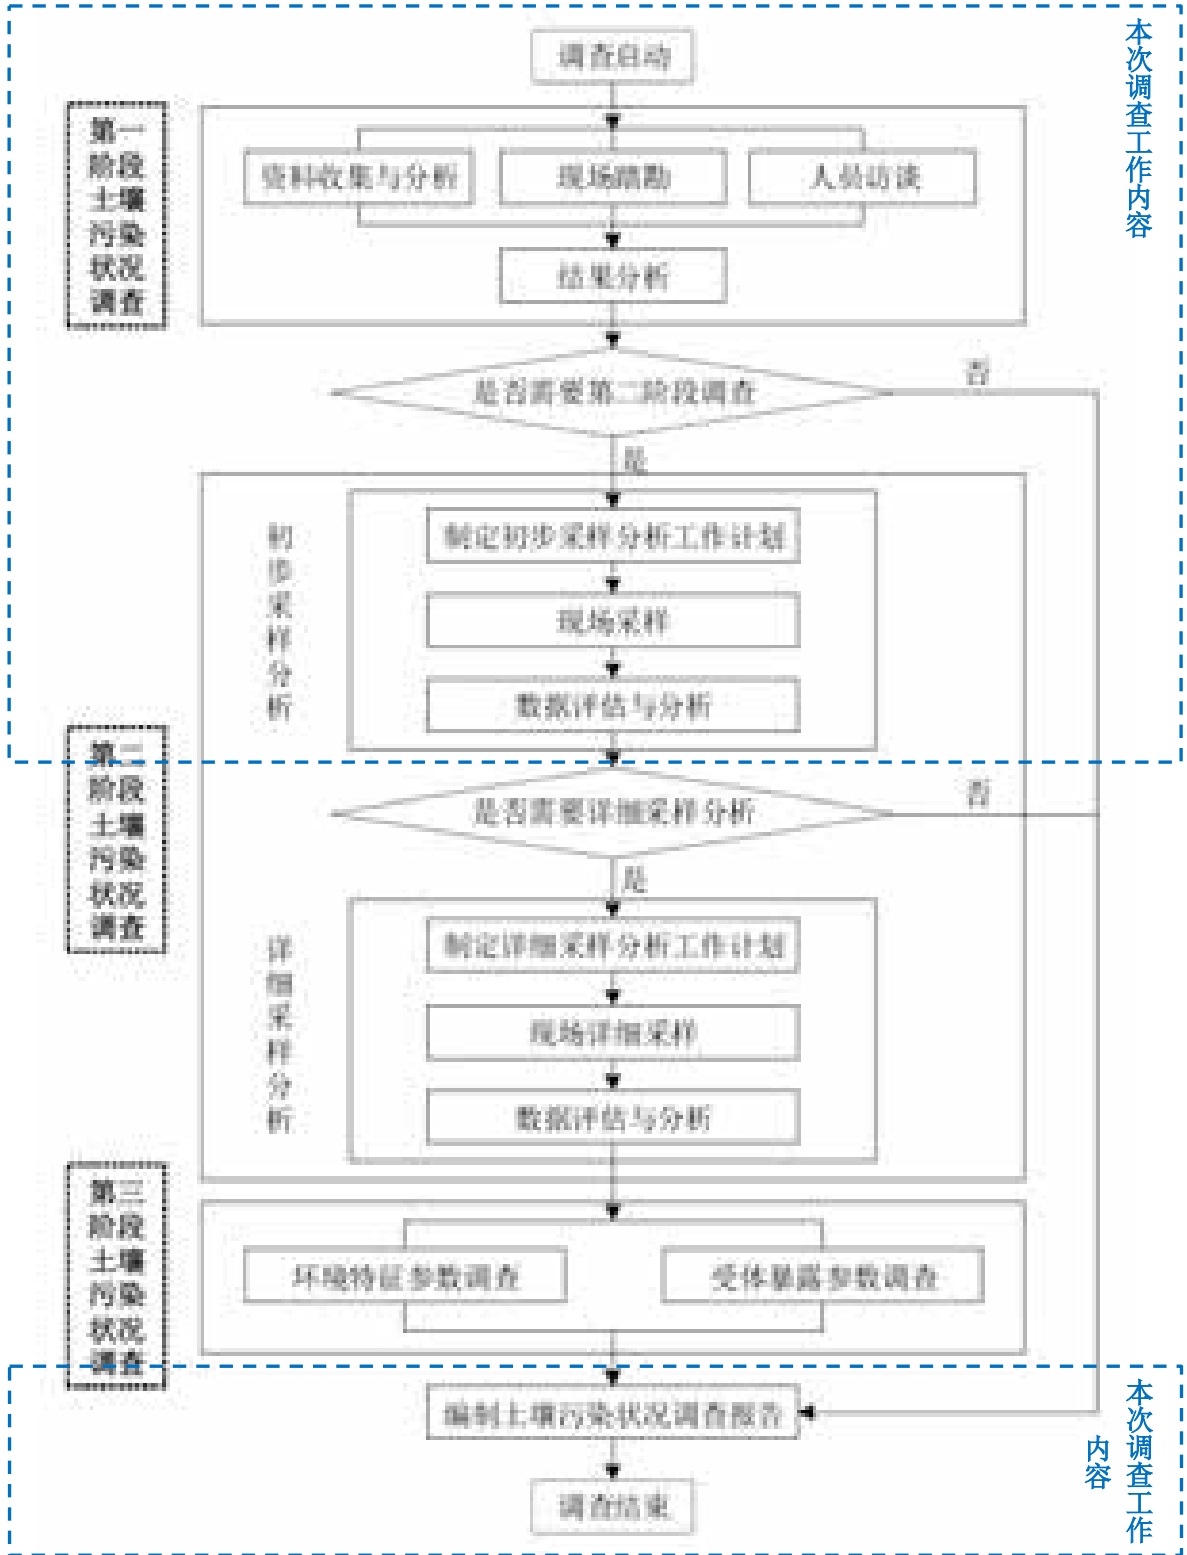 本次调查工作内容
调查启动
第一
阶段
土壤
污染
状况
调查
资料收集与分析
现场踏勘
人员访谈
结果分析
是否需要第二阶段调查
否
是
初步采样分析
制定初步采样分析工作计划
现场采样
数据评估与分析
第二
阶段
土壤
污染
状况
调查
是否需要详细采样分析
否
是
详细采样分析
制定详细采样分析工作计划
现场详细采样
数据评估与分析
第三
阶段
土壤
污染
状况
调查
环境特征参数调查
受体暴露参数调查
编制土壤污染状况调查报告
调查结束
本次调查工作
内容